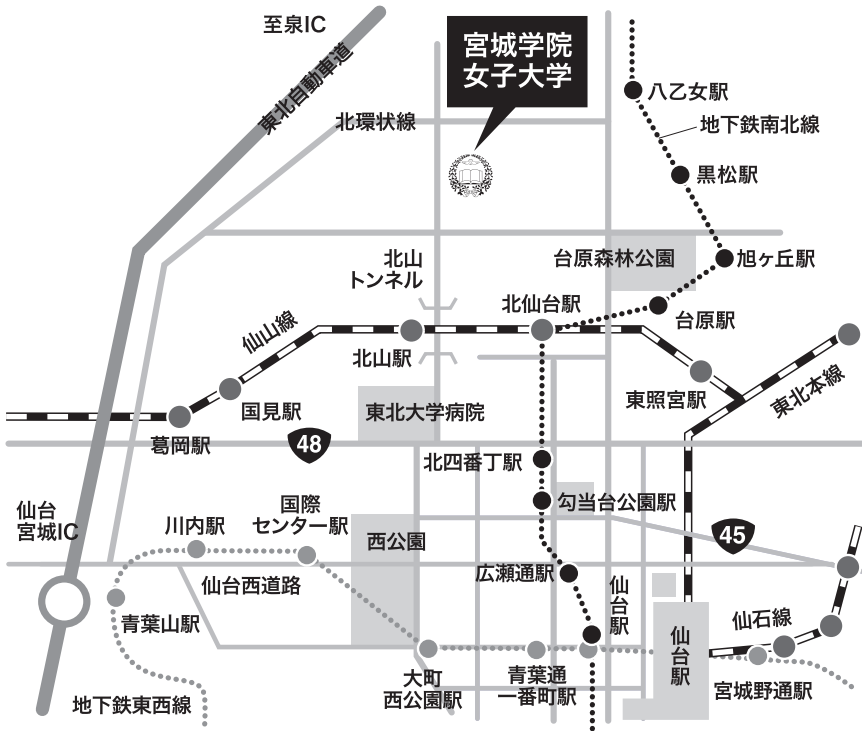 至泉IC
宮城学院
女子大学
東北自動車道
北環状線
八乙女駅
地下鉄南北線
黒松駅
台原森林公園
旭ヶ丘駅
北山
トンネル
北仙台駅
台原駅
仙山線
北山駅
国見駅
東北大学病院
東照宮駅
東北本線
葛岡駅
48
北四番丁駅
仙台
宮城IC
川内駅
国際
センター駅
西公園
勾当台公園駅
45
広瀬通駅
仙台西道路
青葉山駅
仙台駅
仙台駅
仙石線
大町
西公園駅
青葉通
一番町駅
宮城野通駅
地下鉄東西線